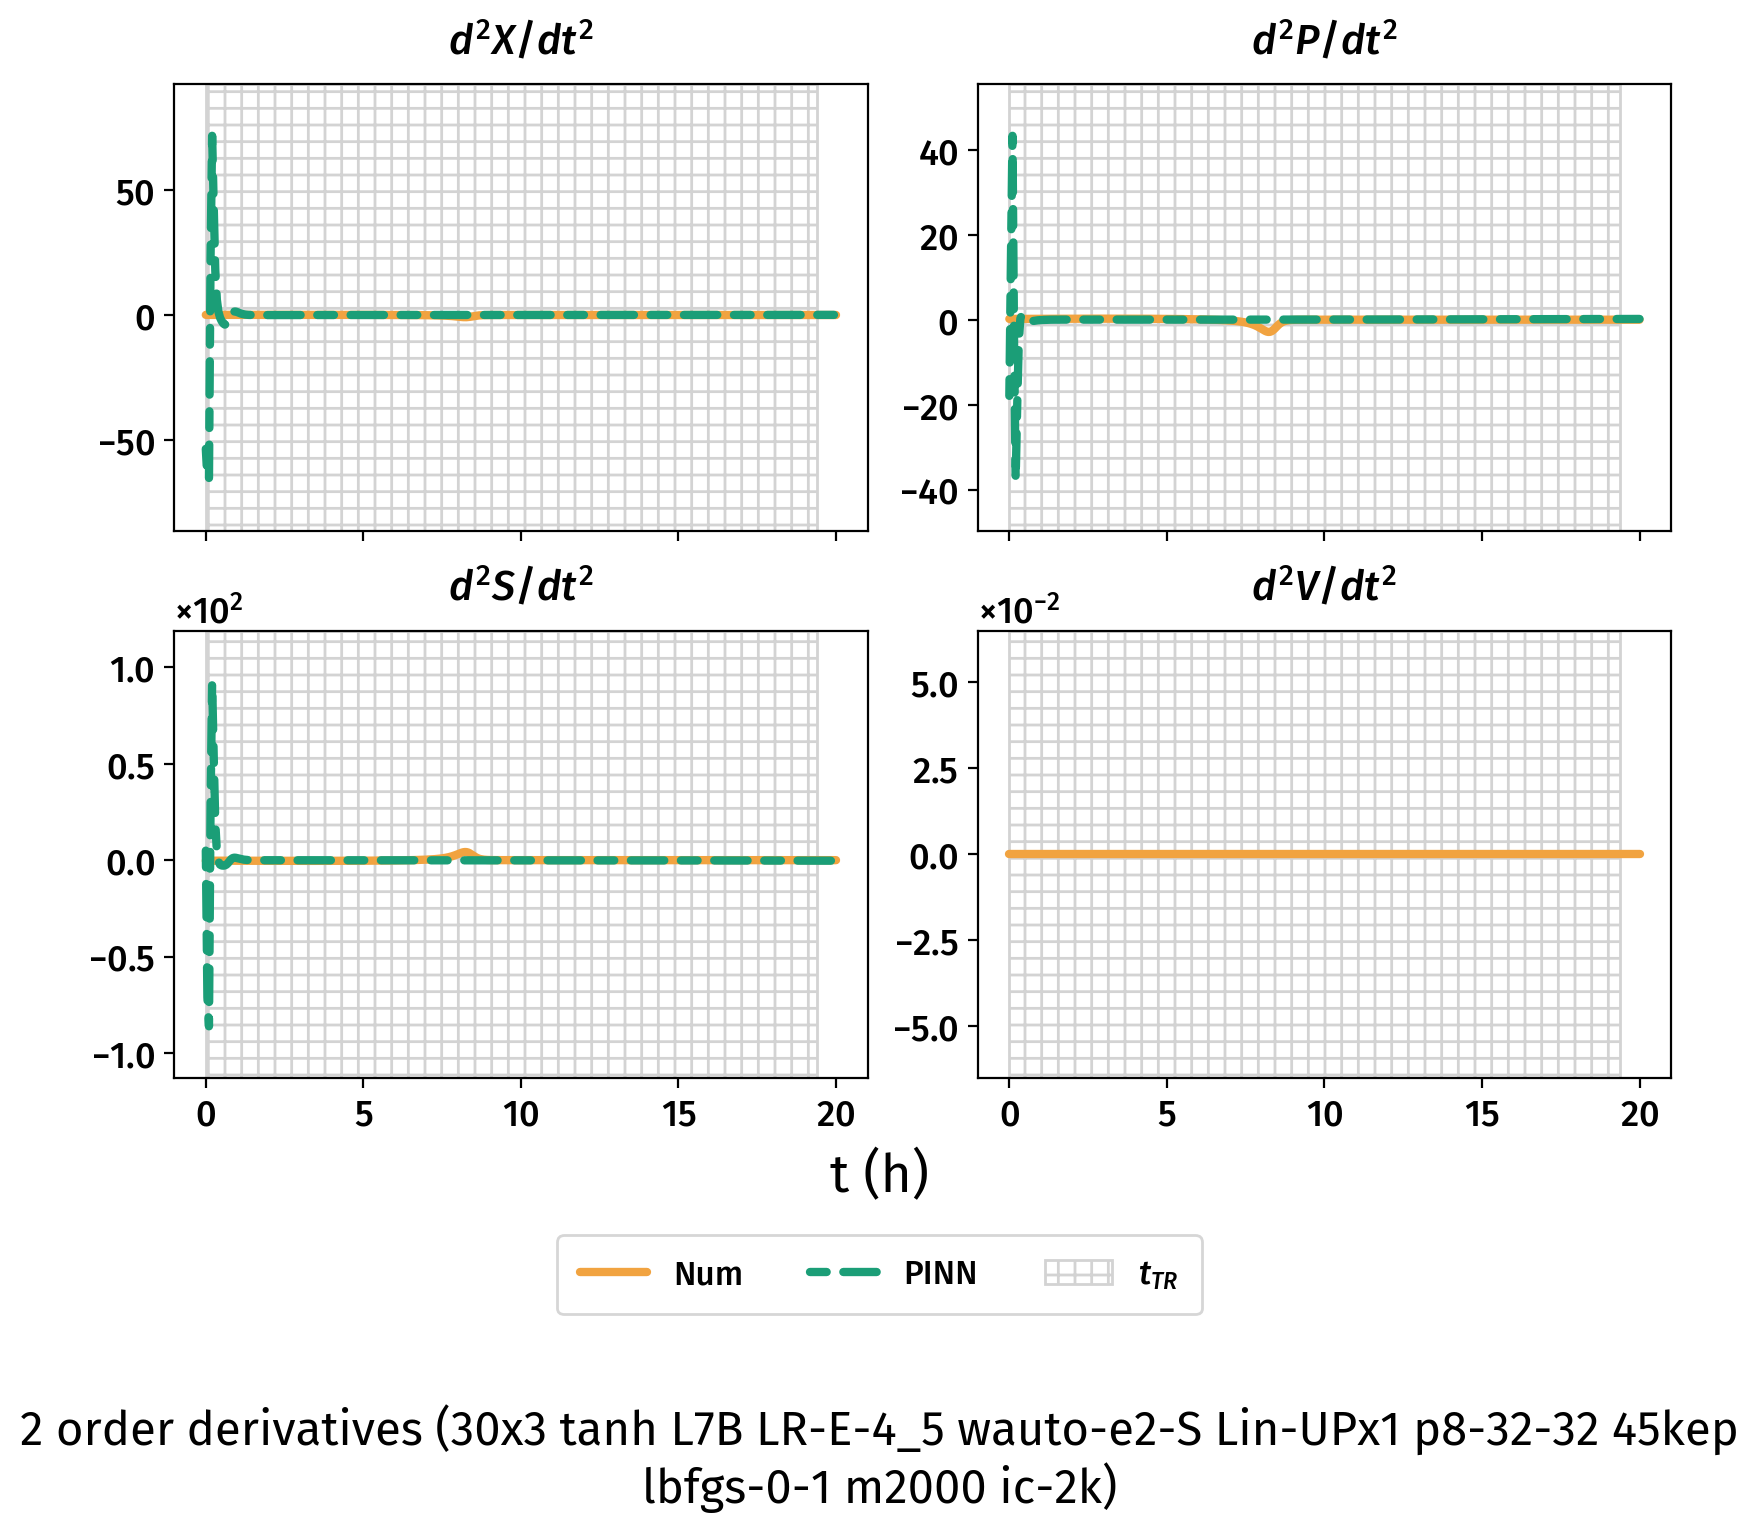 d²X/dt²
d²P/dt²
50
0
−50
40
20
0
−20
−40
d²S/dt²
d²V/dt²
×10²
×10⁻²
1.0
0.5
0.0
−0.5
−1.0
5.0
2.5
0.0
−2.5
−5.0
0 5 10 15 20
0 5 10 15 20
t (h)
Num PINN t_TR
2 order derivatives (30x3 tanh L7B LR-E-4_5 wauto-e2-S Lin-UPx1 p8-32-32 45kep
lbfgs-0-1 m2000 ic-2k)